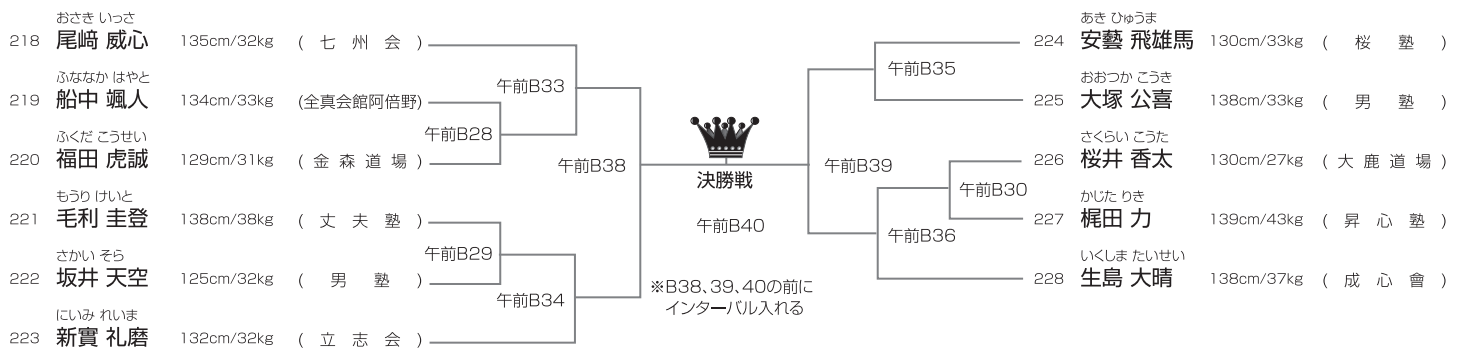 おさき いっさ
218 尾﨑 威心 135cm/32kg ( 七 州 会 )
ふななか はやと
219 船中 颯人 134cm/33kg (全真会館阿倍野)
ふくだ こうせい
220 福田 虎誠 129cm/31kg ( 金 森 道 場 )
もうり けいと
221 毛利 圭登 138cm/38kg ( 丈 夫 塾 )
さかい そら
222 坂井 天空 125cm/32kg ( 男 塾 )
にいみ れいま
223 新實 礼磨 132cm/32kg ( 立 志 会 )
午前B33
午前B28
午前B38
午前B29
午前B34
決勝戦
午前B40
※B38、39、40の前に
インターバル入れる
午前B35
午前B39
午前B30
午前B36
あき ひゅうま
224 安藝 飛雄馬 130cm/33kg ( 桜 塾 )
おおつか こうき
225 大塚 公喜 138cm/33kg ( 男 塾 )
さくらい こうた
226 桜井 香太 130cm/27kg ( 大 鹿 道 場 )
かじた りき
227 梶田 力 139cm/43kg ( 昇 心 塾 )
いくしま たいせい
228 生島 大晴 138cm/37kg ( 成 心 會 )